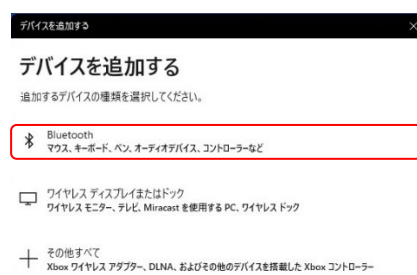 デバイスを追加する
デバイスを追加する
追加するデバイスの種類を選択してください。
Bluetooth
マウス、キーボード、ペン、オーディオデバイス、コントローラーなど
ワイヤレス ディスプレイまたはドック
ワイヤレス モニター、テレビ、Miracast を使用する PC、ワイヤレス ドック
その他すべて
Xbox ワイヤレス アダプター、DLNA、およびその他のデバイスを搭載した Xbox コントローラー